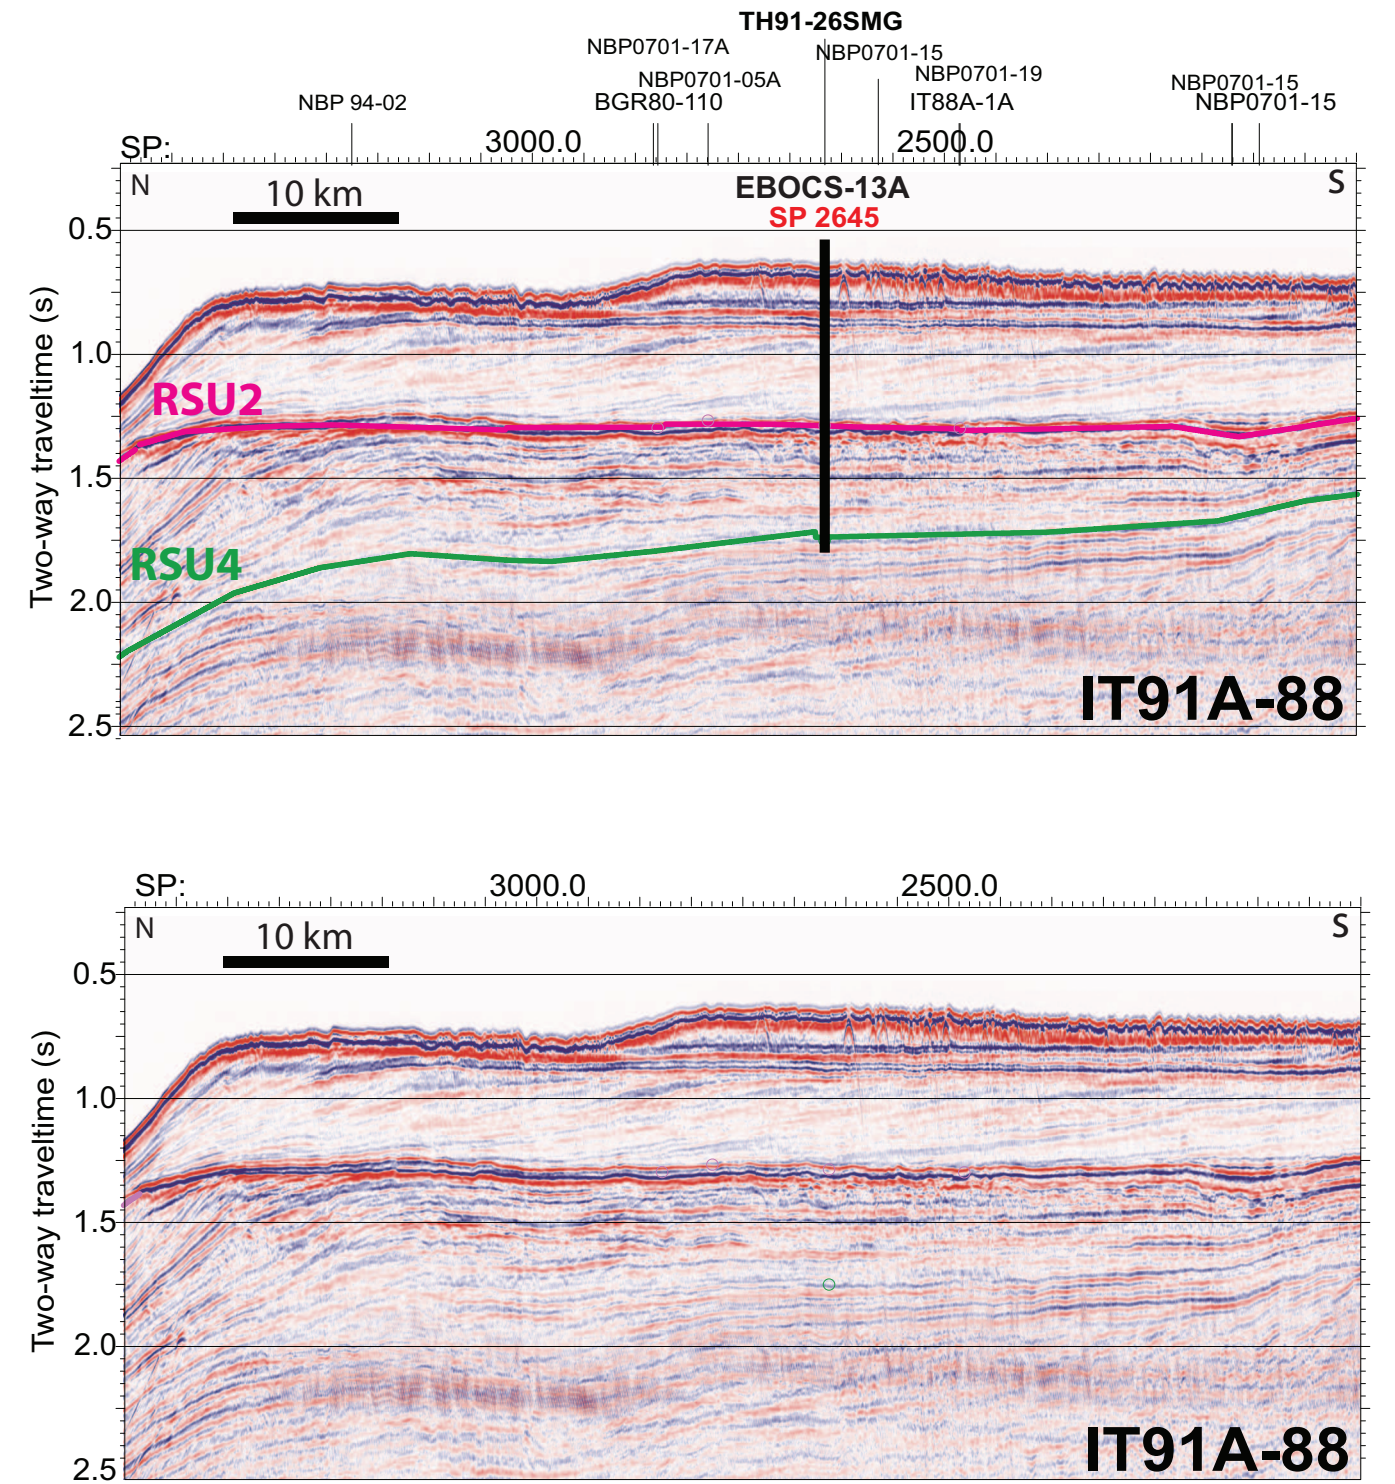 TH91-26SMG
NBP0701-17A
NBP0701-15
NBP0701-05A
NBP0701-19
NBP 94-02
BGR80-110
IT88A-1A
NBP0701-15
NBP0701-15
SP:
3000.0
2500.0
N
10 km
EBOCS-13A
SP 2645
S
0.5
1.0
RSU2
1.5
RSU4
2.0
2.5
Two-way traveltime (s)
IT91A-88
SP:
3000.0
2500.0
N
10 km
S
0.5
1.0
1.5
2.0
2.5
Two-way traveltime (s)
IT91A-88